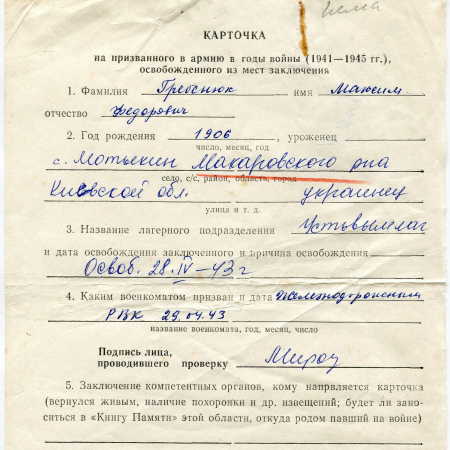 нема
КАРТОЧКА
на призванного в армию в годы войны (1941—1945 гг.),
освобожденного из мест заключения
1. Фамилия Гребенюк имя Максим
отчество Федорович
2. Год рождения 1906, уроженец
число, месяц, год
с. Мотыжин Макаровского р-на
село, с/с, район, область, город
Киевской обл. украинец
улица и т. д.
3. Название лагерного подразделения Устьвымлаг
и дата освобождения заключенного и причина освобождения
Освоб. 28.IV—43 г
4. Каким военкоматом призван и дата Железнодорожным
РВК 29.04.43
название военкомата, год, месяц, число
Подпись лица,
проводившего проверку
5. Заключение компетентных органов, кому напрвляется карточка
(вернулся живым, наличие похоронки и др. извещений; будет ли зано-
ситься в «Книгу Памяти» этой области, откуда родом павший на войне)